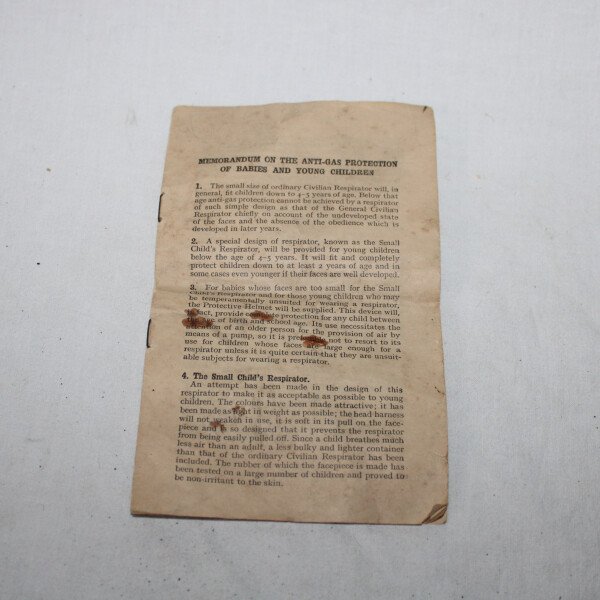 MEMORANDUM ON THE ANTI-GAS PROTECTION
OF BABIES AND YOUNG CHILDREN
1. The small size of ordinary Civilian Respirator will, in
general, fit children down to 4-5 years of age. Below that
age anti-gas protection cannot be achieved by a respirator
of such simple design as that of the General Civilian
Respirator chiefly on account of the undeveloped state
of the faces and the absence of the obedience which is
developed in later years.
2. A special design of respirator, known as the Small
Child's Respirator, will be provided for young children
below the age of 4-5 years. It will fit and completely
protect children down to at least 2 years of age and in
some cases even younger if their faces are well developed.
3. For babies whose faces are too small for the Small
Child's Respirator and for those young children who may
be temperamentally unsuited for wearing a respirator,
the Protective Helmet will be supplied. This device will,
fact, provide protection for any child between
of birth and school age. Its use necessitates the
of an older person for the provision of air by
means of a pump, so it is not to resort to its
use for children whose faces large enough for a
respirator unless it is quite certain that they are unsuit-
able subjects for wearing a respirator.
4. The Small Child's Respirator.
An attempt has been made in the design of this
respirator to make it as acceptable as possible to young
children. The colours have been made attractive; it has
been made as in weight as possible; the head harness
will not weaken in use, it is soft in its pull on the face-
piece and so designed that it prevents the respirator
from being easily pulled off. Since a child breathes much
less air than an adult, a less bulky and lighter container
than that of the ordinary Civilian Respirator has been
included. The rubber of which the facepiece is made has
been tested on a large number of children and proved to
be non-irritant to the skin.